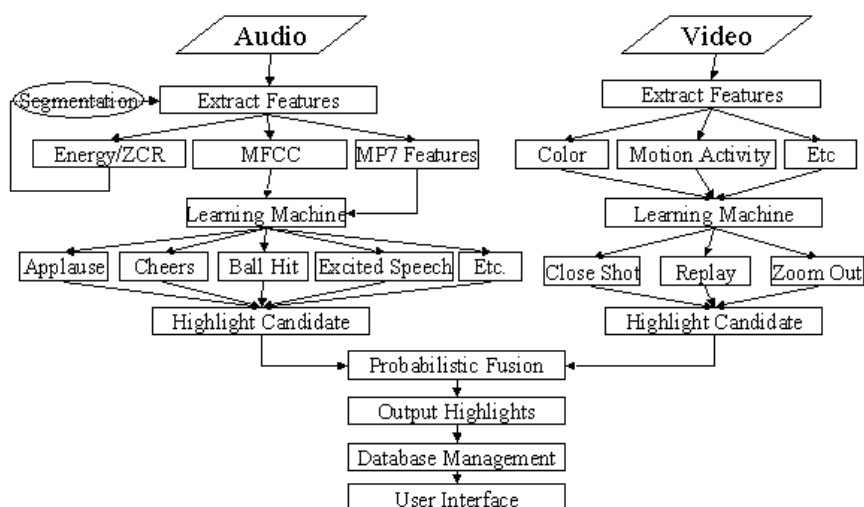 Audio
Video
Segmentation
Extract Features
Extract Features
Energy/ZCR
MFCC
MP7 Features
Color
Motion Activity
Etc
Learning Machine
Learning Machine
Applause
Cheers
Ball Hit
Excited Speech
Etc.
Close Shot
Replay
Zoom Out
Highlight Candidate
Highlight Candidate
Probabilistic Fusion
Output Highlights
Database Management
User Interface